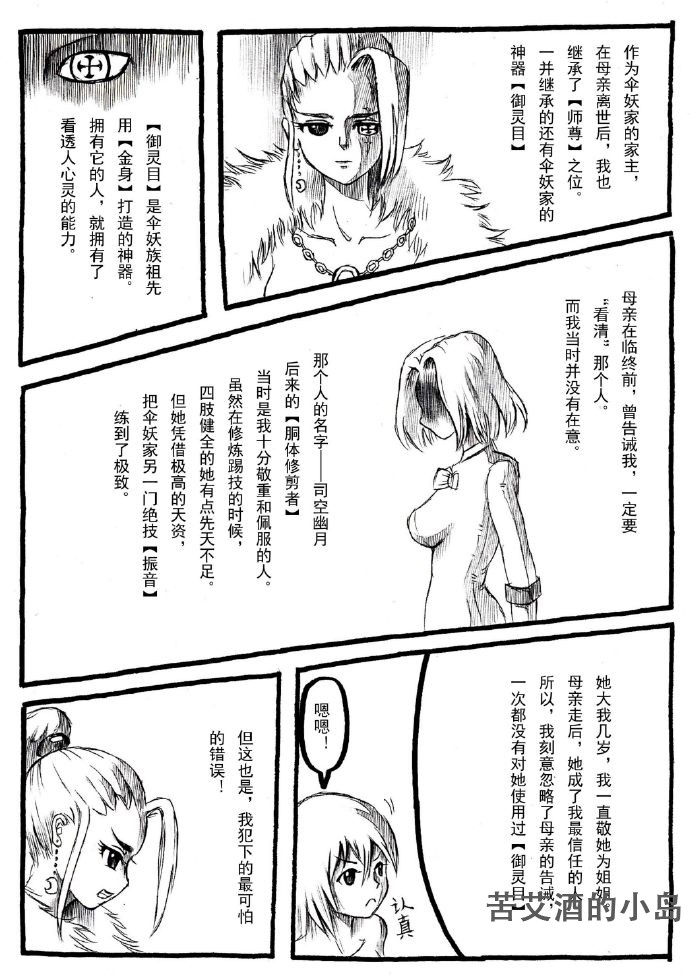 作为伞妖家的家主，
在母亲离世后，我也
继承了【师尊】之位。
一并继承的还有伞妖家的
神器【御灵目】
【御灵目】是伞妖族祖先
用【金身】打造的神器。
拥有它的人，就拥有了
看透人心灵的能力。
母亲在临终前，曾告诫我，一定要
“看清”那个人。
而我当时并没有在意。
那个人的名字——司空幽月
后来的【胴体修剪者】
当时是我十分敬重和佩服的人。
虽然在修炼踢技的时候，
四肢健全的她有点先天不足。
但她凭借极高的天资，
把伞妖家另一门绝技【振音】
练到了极致。
她大我几岁，我一直敬她为姐姐。
母亲走后，她成了我最信任的人
所以，我刻意忽略了母亲的告诫，
一次都没有对她使用过【御灵目】
嗯嗯！
认真
但这也是，我犯下的最可怕
的错误！
苦艾酒的小岛